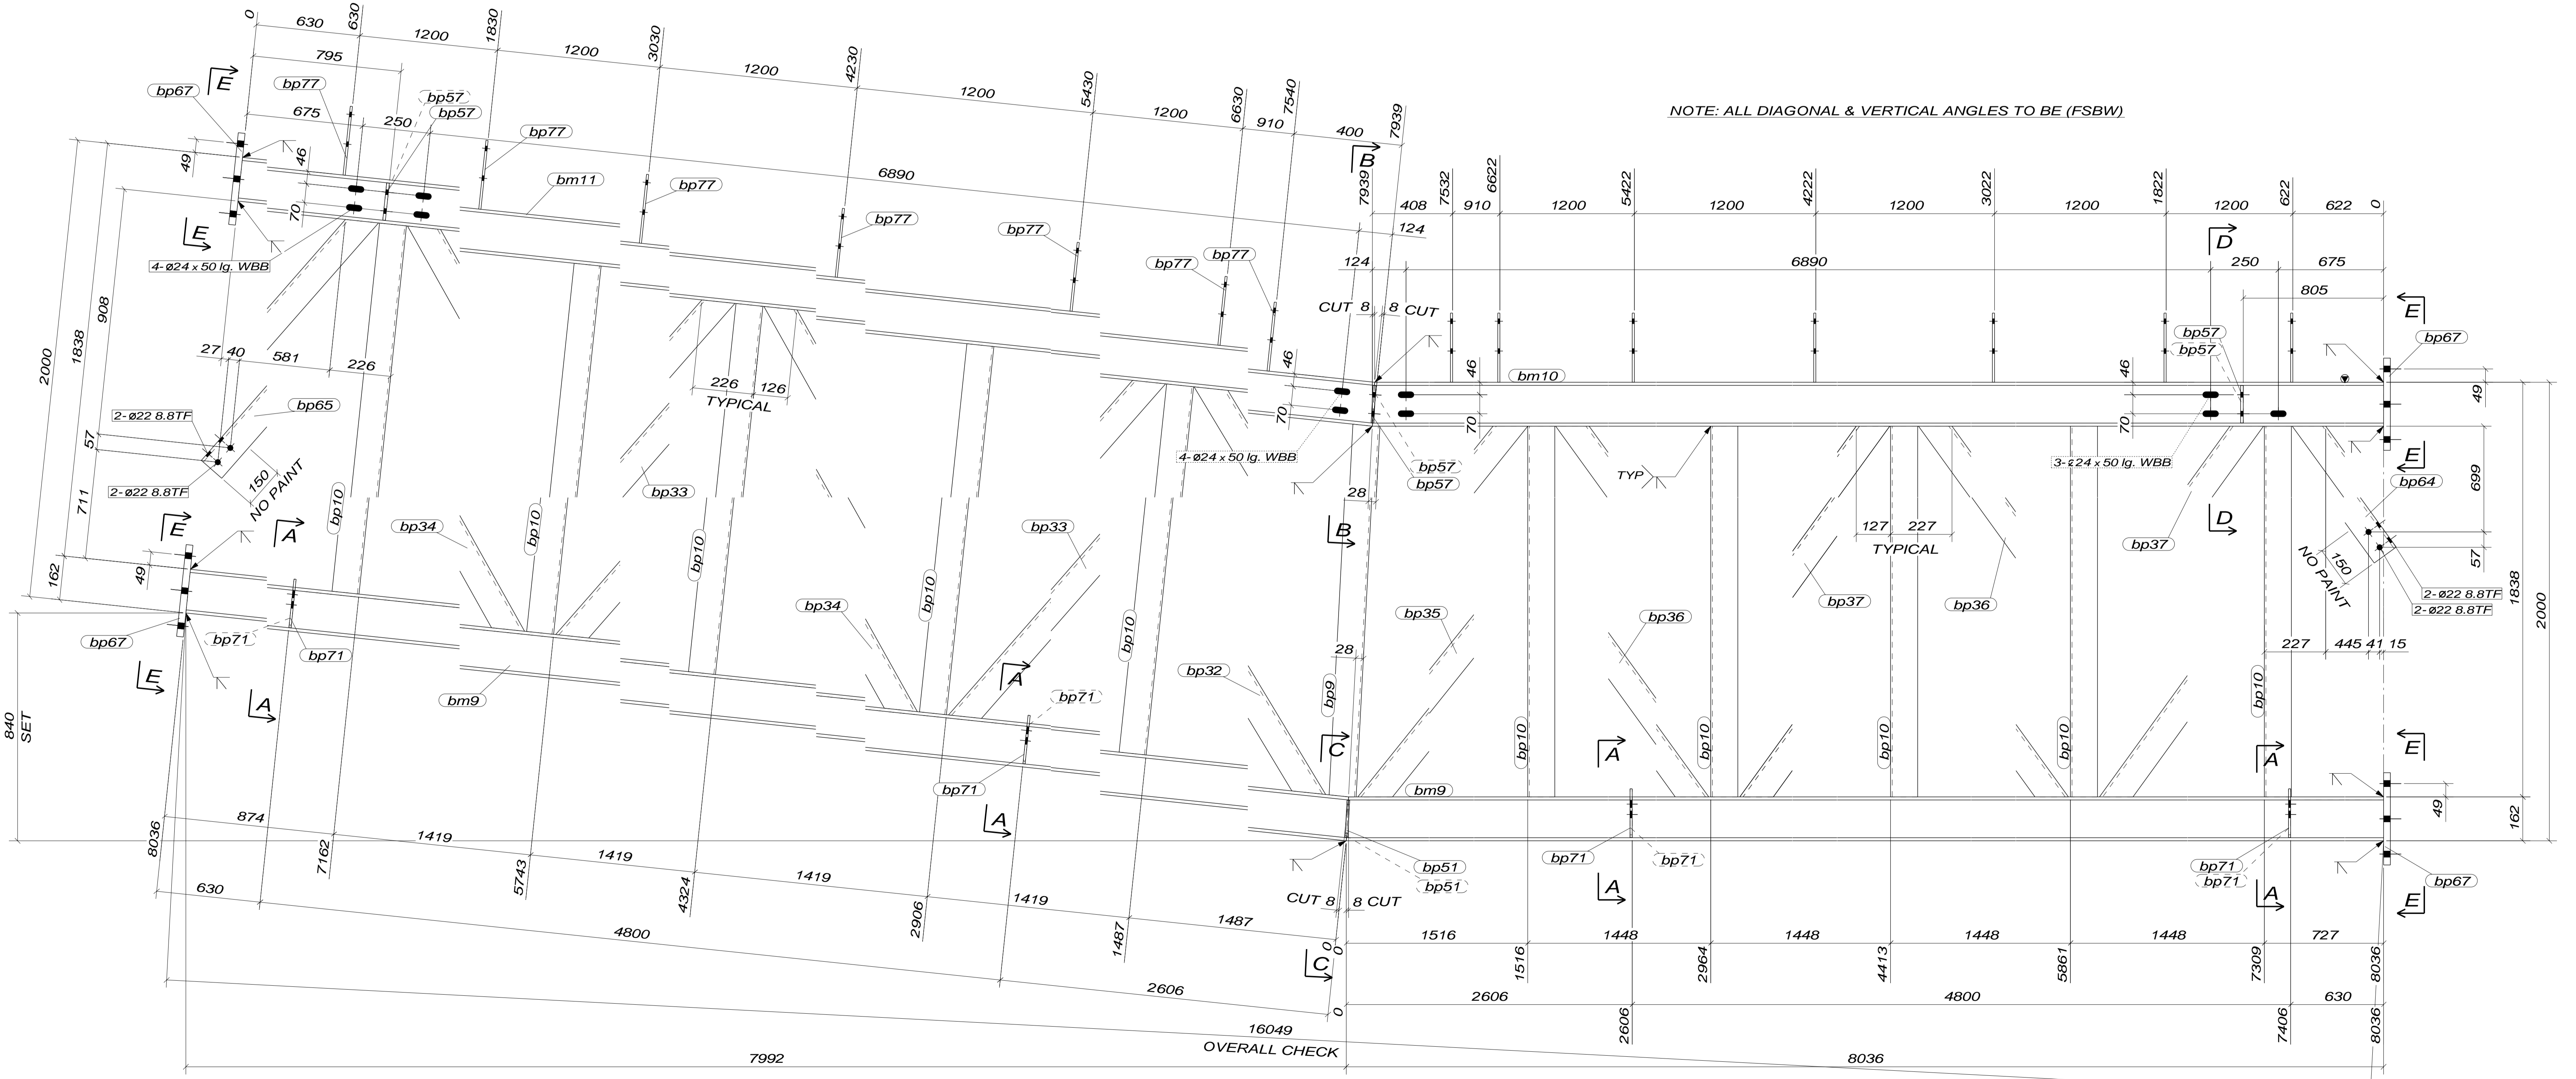 0
630
630
1200
1830
1200
3030
1200
4230
1200
5430
1200
6630
910
7540
400
7939
795
675
250
6890
124
E
bp67
bp77
bp57
bp57
bp77
bm11
bp77
bp77
bp77
bp77
bp77
49
46
70
E
4-ø24 x 50 lg. WBB
2000
1838
908
27
40
581
226
2-ø22 8.8TF
bp65
57
2-ø22 8.8TF
150
NO PAINT
711
162
226
126
TYPICAL
bp10
bp10
bp10
bp10
bp10
bp34
bp33
bp34
bp33
bp32
bp9
E
A
49
bp67
bp71
bp71
E
A
bm9
A
bp71
bp71
A
840
SET
8036
874
7162
1419
5743
1419
4324
1419
2906
1419
1487
1487
0
630
4800
2606
0
16049
OVERALL CHECK
7992
8036
NOTE: ALL DIAGONAL & VERTICAL ANGLES TO BE (FSBW)
B
7939
408
7532
910
6622
1200
5422
1200
4222
1200
3022
1200
1822
1200
622
622
0
124
6890
250
675
805
D
CUT 8
8 CUT
46
70
46
70
bm10
4-ø24 x 50 lg. WBB
bp57
bp57
28
B
TYP
127
227
TYPICAL
bp57
bp57
46
70
3-ø24 x 50 lg. WBB
E
bp67
49
E
bp64
699
57
NO PAINT
150
2-ø22 8.8TF
2-ø22 8.8TF
1838
2000
162
227
445
41
15
D
bp37
bp37
bp36
bp36
bp35
28
bp10
bp10
bp10
bp10
bp10
C
bm9
A
A
E
49
bp51
bp51
bp71
bp71
A
bp71
bp71
A
bp67
E
CUT 8
8 CUT
C
0
1516
1516
1448
2964
1448
4413
1448
5861
1448
7309
727
8036
2606
2606
4800
7406
630
8036